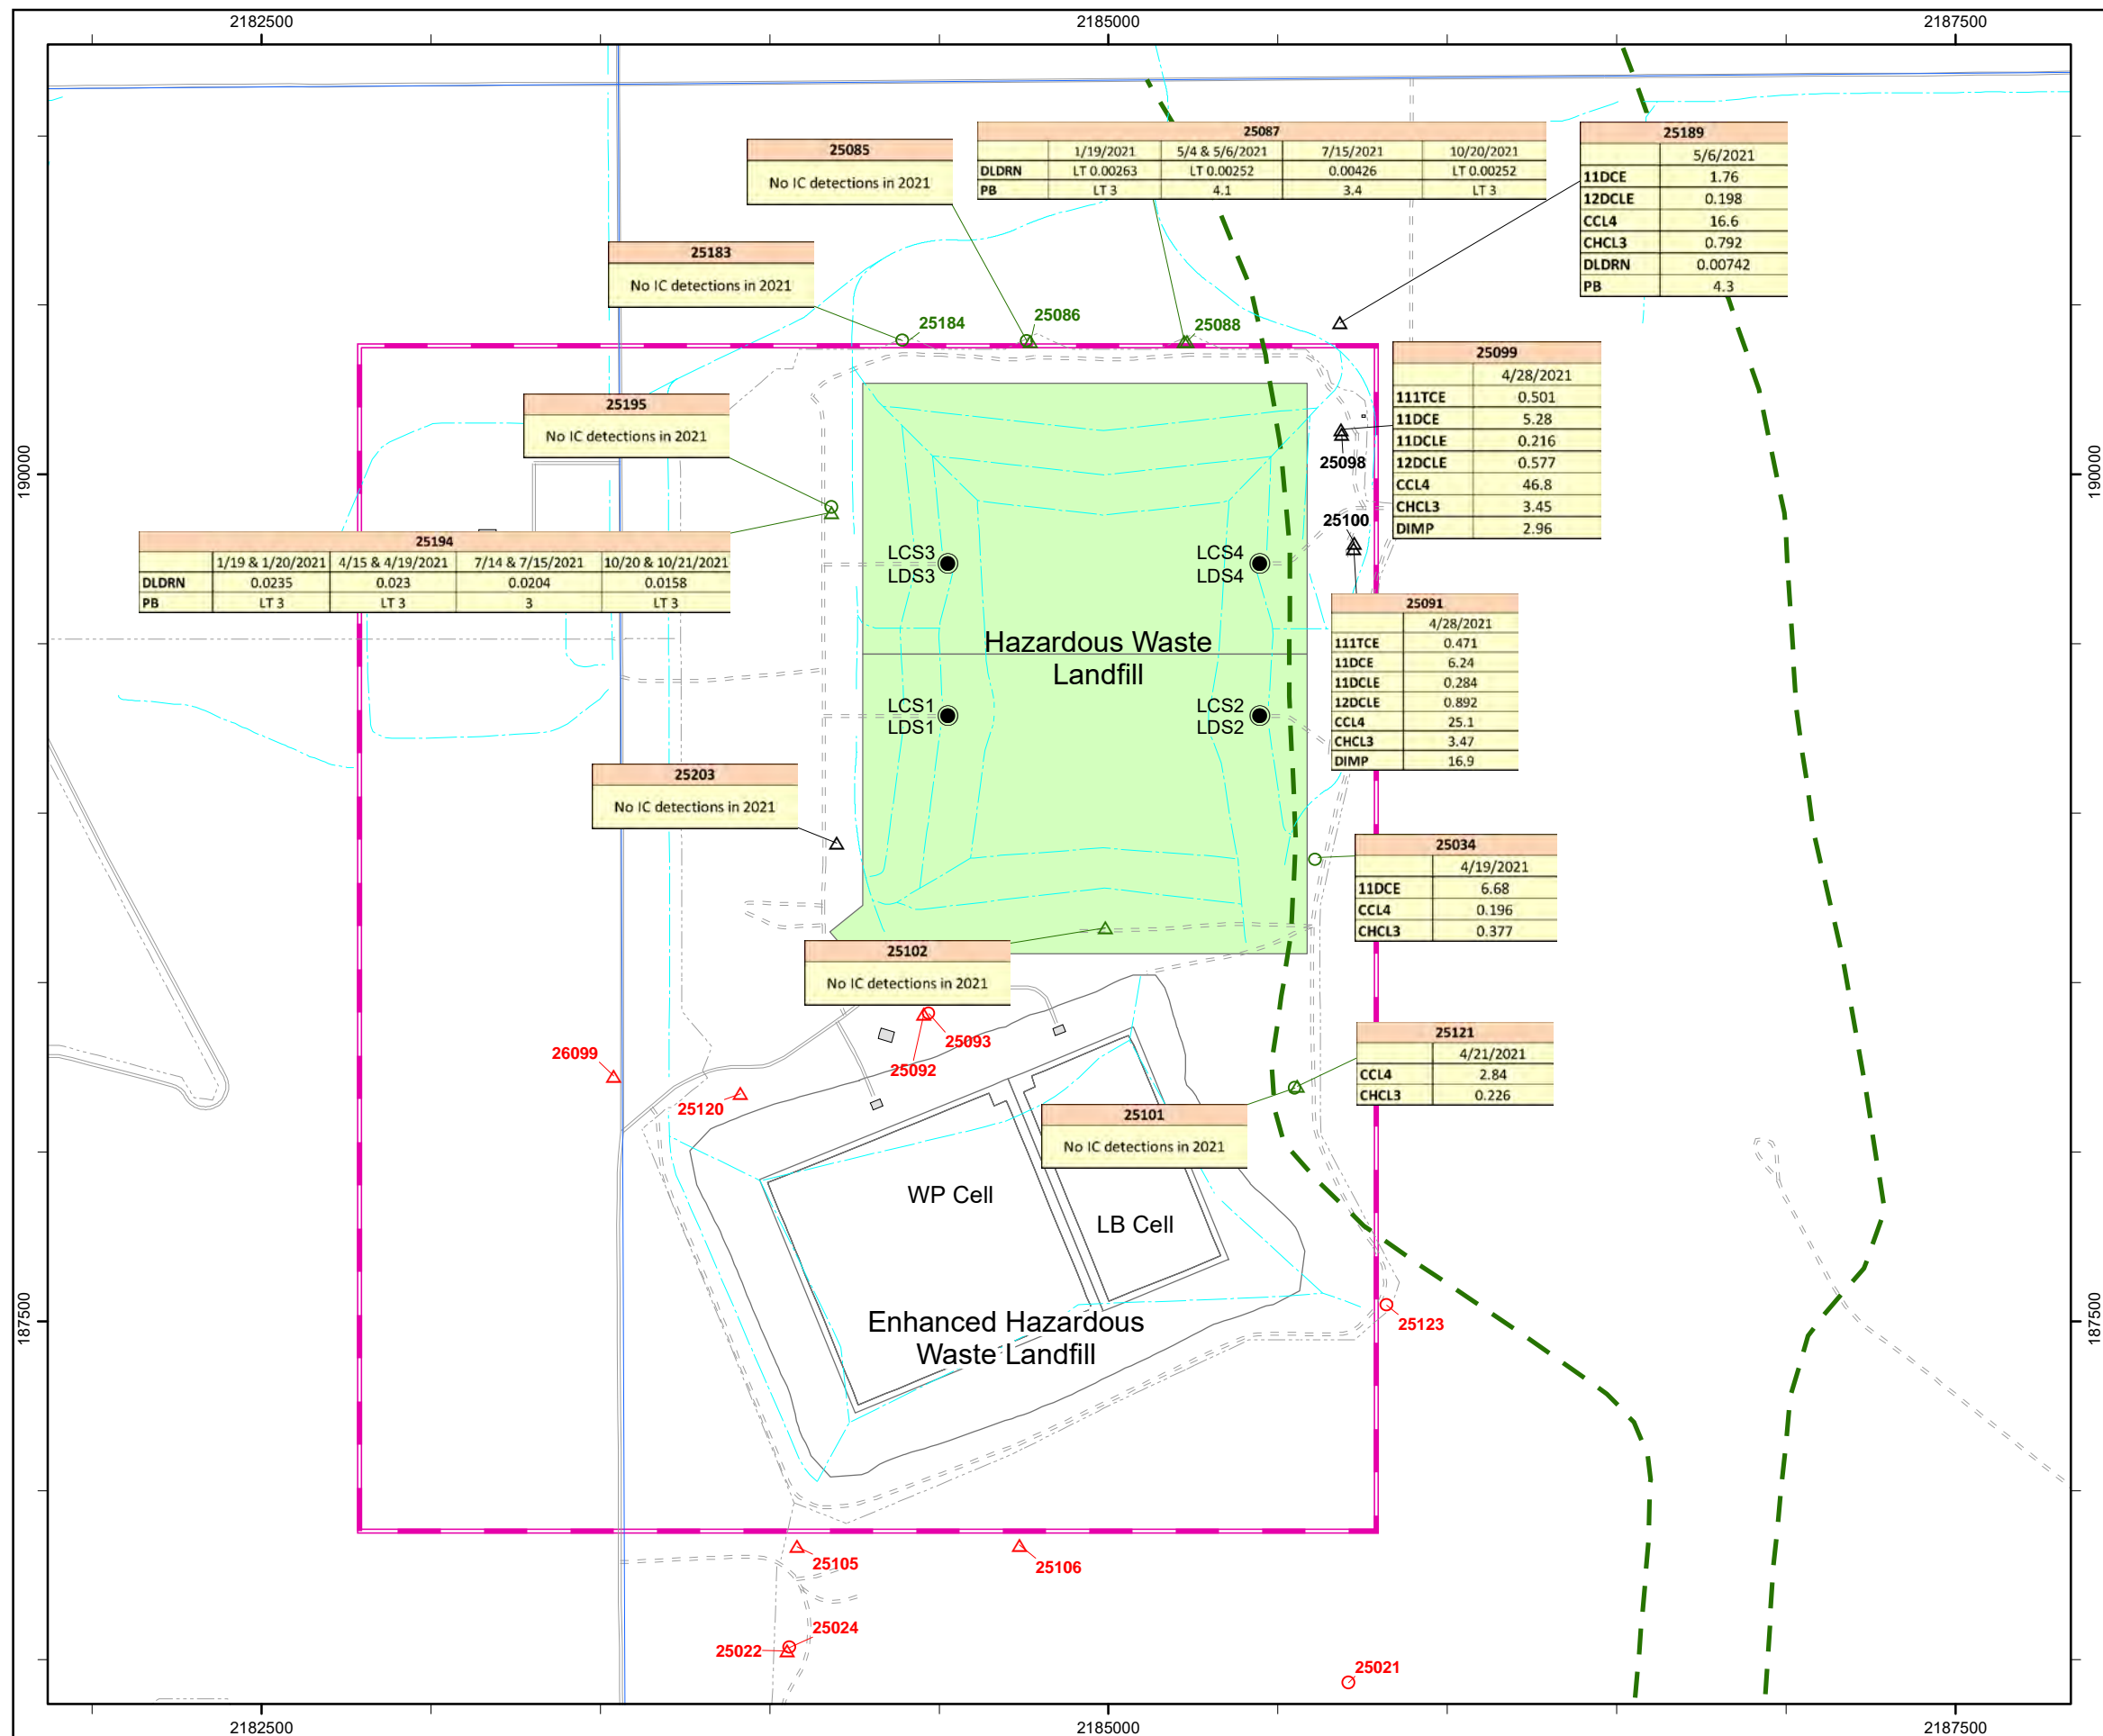 2182500 2185000 2187500
25087
1/19/2021 5/4 & 5/6/2021 7/15/2021 10/20/2021
DLDRN LT 0.00263 LT 0.00252 0.00426 LT 0.00252
PB LT 3 4.1 3.4 LT 3
25189
5/6/2021
11DCE 1.76
12DCLE 0.198
CCL4 16.6
CHCL3 0.792
DLDRN 0.00742
PB 4.3
25085
No IC detections in 2021
25183
No IC detections in 2021
25184
25086
25088
25099
4/28/2021
111TCE 0.501
11DCE 5.28
11DCLE 0.216
12DCLE 0.577
CCL4 46.8
CHCL3 3.45
DIMP 2.96
25195
No IC detections in 2021
25098
190000
190000
25100
25194
1/19 & 1/20/2021 4/15 & 4/19/2021 7/14 & 7/15/2021 10/20 & 10/21/2021
DLDRN 0.0235 0.023 0.0204 0.0158
PB LT 3 LT 3 3 LT 3
LCS3
LDS3
LCS4
LDS4
Hazardous Waste
Landfill
25091
4/28/2021
111TCE 0.471
11DCE 6.24
11DCLE 0.284
12DCLE 0.892
CCL4 25.1
CHCL3 3.47
DIMP 16.9
LCS1
LDS1
LCS2
LDS2
25203
No IC detections in 2021
25034
4/19/2021
11DCE 6.68
CCL4 0.196
CHCL3 0.377
25102
No IC detections in 2021
25093
25092
26099
25120
25121
4/21/2021
CCL4 2.84
CHCL3 0.226
25101
No IC detections in 2021
WP Cell
LB Cell
Enhanced Hazardous
Waste Landfill
187500
187500
25123
25105
25106
25024
25022
25021
2182500 2185000 2187500